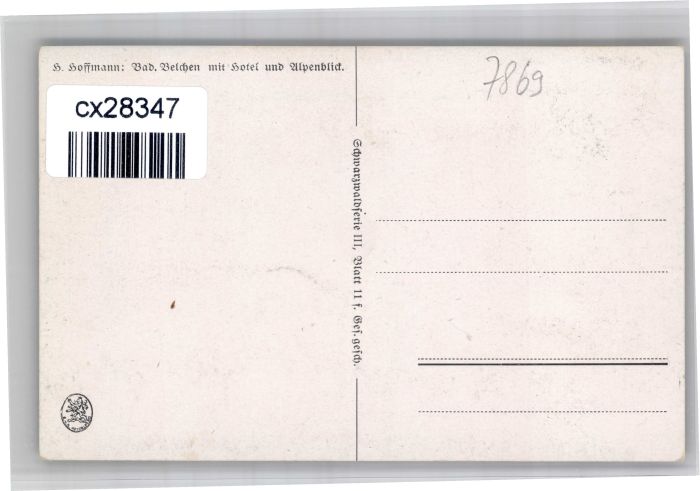 H. Hoffmann: Bad. Belchen mit Hotel und Alpenblick.
7869
cx28347
Schwarzwaldserie III, Blatt 11 f. Ges. gesch.